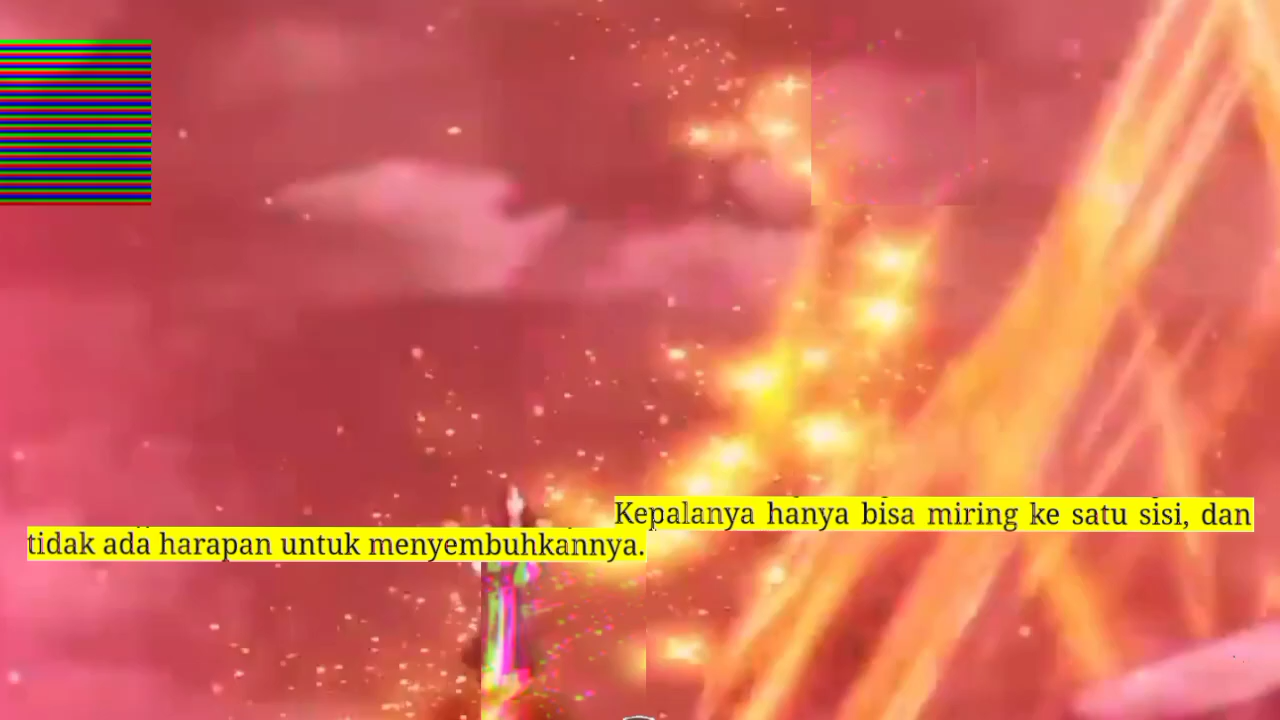 Kepalanya hanya bisa miring ke satu sisi, dan
tidak ada harapan untuk menyembuhkannya.